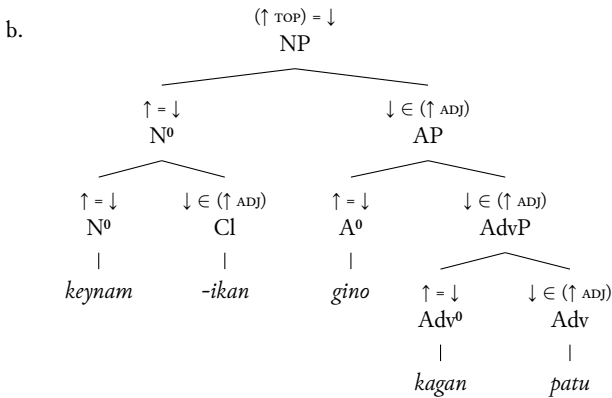 b.
(↑ TOP) = ↓
NP
↑ = ↓ ↓ ∈ (↑ ADJ)
N⁰ AP
↑ = ↓ ↓ ∈ (↑ ADJ) ↑ = ↓ ↓ ∈ (↑ ADJ)
N⁰ Cl A⁰ AdvP
keynam -ikan gino ↑ = ↓ ↓ ∈ (↑ ADJ)
Adv⁰ Adv
kagan patu